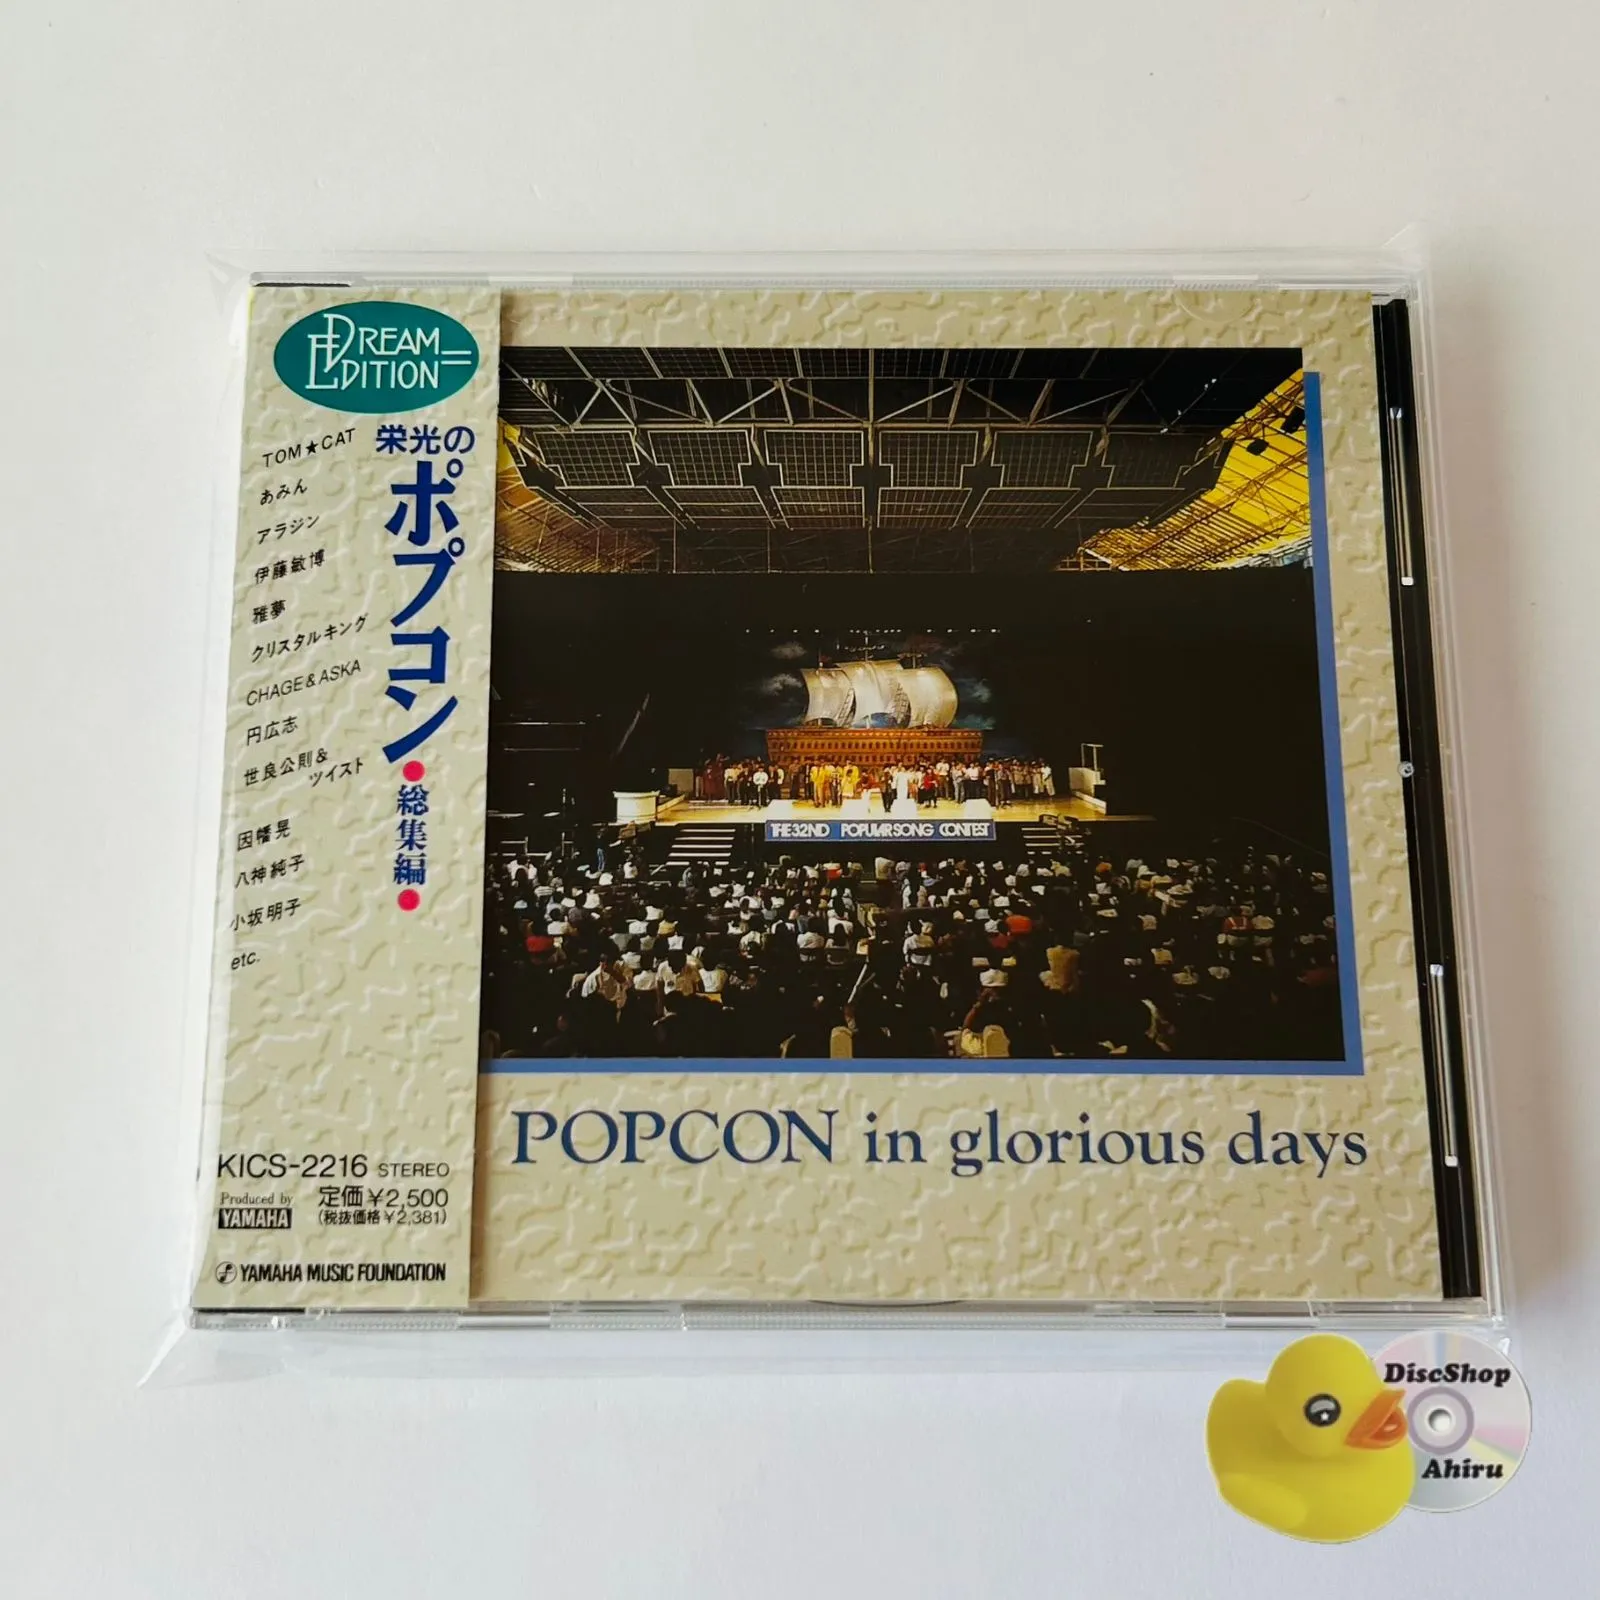 DREAM
EDITION
栄光の
ポプコン
●総集編●
TOM★CAT
あみん
アラジン
伊藤敏博
雅夢
クリスタルキング
CHAGE&ASKA
円広志
世良公則&
ツイスト
因幡晃
八神純子
小坂明子
etc.
KICS-2216 STEREO
Produced by 定価¥2,500
YAMAHA (税抜価格¥2,381)
YAMAHA MUSIC FOUNDATION
THE 32ND POPULAR SONG CONTEST
POPCON in glorious days
DiscShop
Ahiru